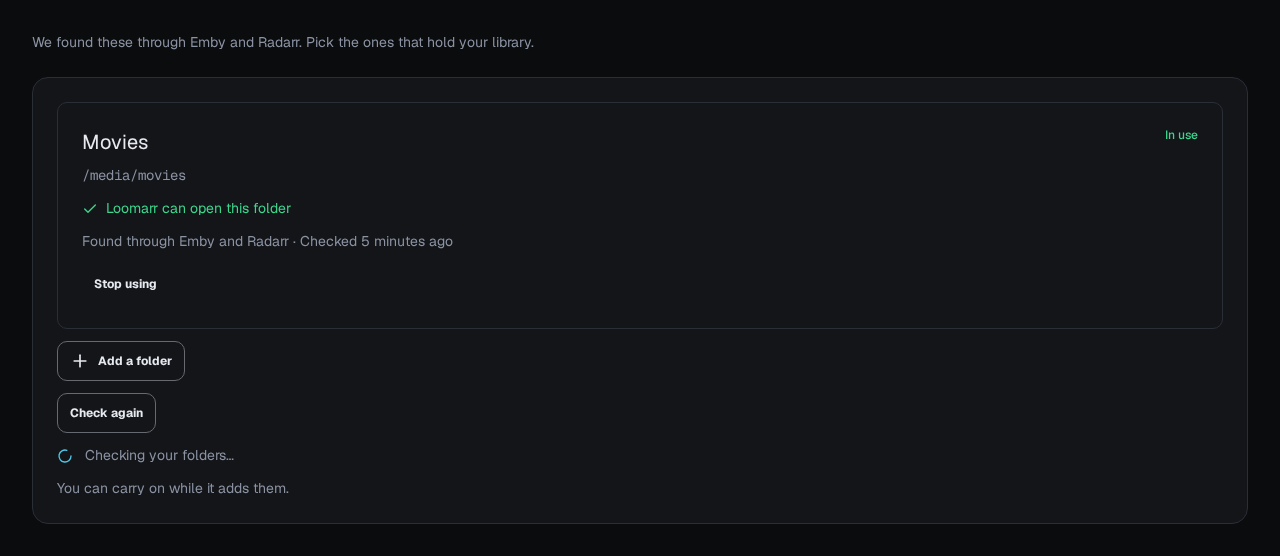 We found these through Emby and Radarr. Pick the ones that hold your library.
Movies
In use
/media/movies
Loomarr can open this folder
Found through Emby and Radarr · Checked 5 minutes ago
Stop using
Add a folder
Check again
Checking your folders…
You can carry on while it adds them.